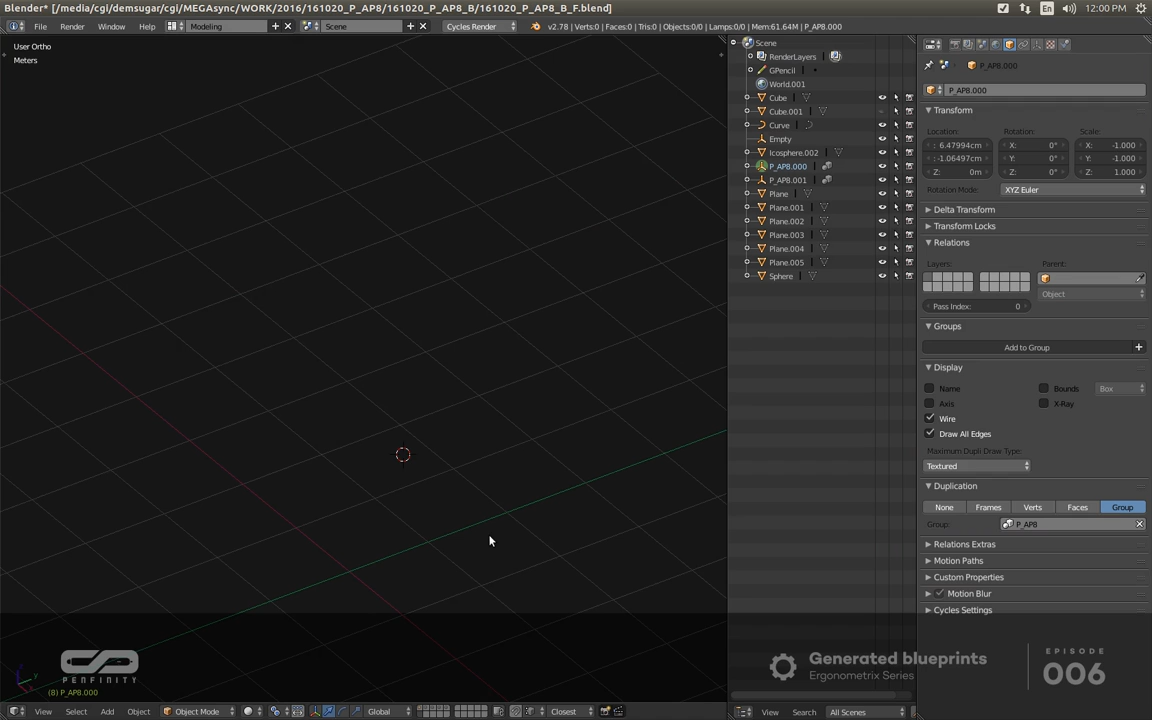 Blender* [/media/cgi/demsugar/cgi/MEGAsync/WORK/2016/161020_P_AP8/161020_P_AP8_B/161020_P_AP8_B_F.blend]
En
12:00 PM
File Render Window Help
Modeling
Scene
Cycles Render
v2.78 | Verts:0 | Faces:0 | Tris:0 | Objects:0/0 | Lamps:0/0 | Mem:61.64M | P_AP8.000
User Ortho
Meters
Scene
RenderLayers
GPencil
World.001
Cube
Cube.001
Curve
Empty
Icosphere.002
P_AP8.000
P_AP8.001
Plane
Plane.001
Plane.002
Plane.003
Plane.004
Plane.005
Sphere
P_AP8.000
P_AP8.000
Transform
Location: Rotation: Scale:
: 6.47994cm X: 0° X: -1.000
: -1.06497cm Y: 0° Y: -1.000
Z: 0m Z: 0° Z: 1.000
Rotation Mode: XYZ Euler
Delta Transform
Transform Locks
Relations
Layers: Parent:
Object
Pass Index: 0
Groups
Add to Group
Display
Name Bounds Box
Axis X-Ray
Wire
Draw All Edges
Maximum Dupli Draw Type:
Textured
Duplication
None Frames Verts Faces Group
Group: P_AP8
Relations Extras
Motion Paths
Custom Properties
Motion Blur
Cycles Settings
PENFINITY
Generated blueprints
Ergonometrix Series
EPISODE
006
(8) P_AP8.000
View Select Add Object Object Mode Global Closest
View Search All Scenes